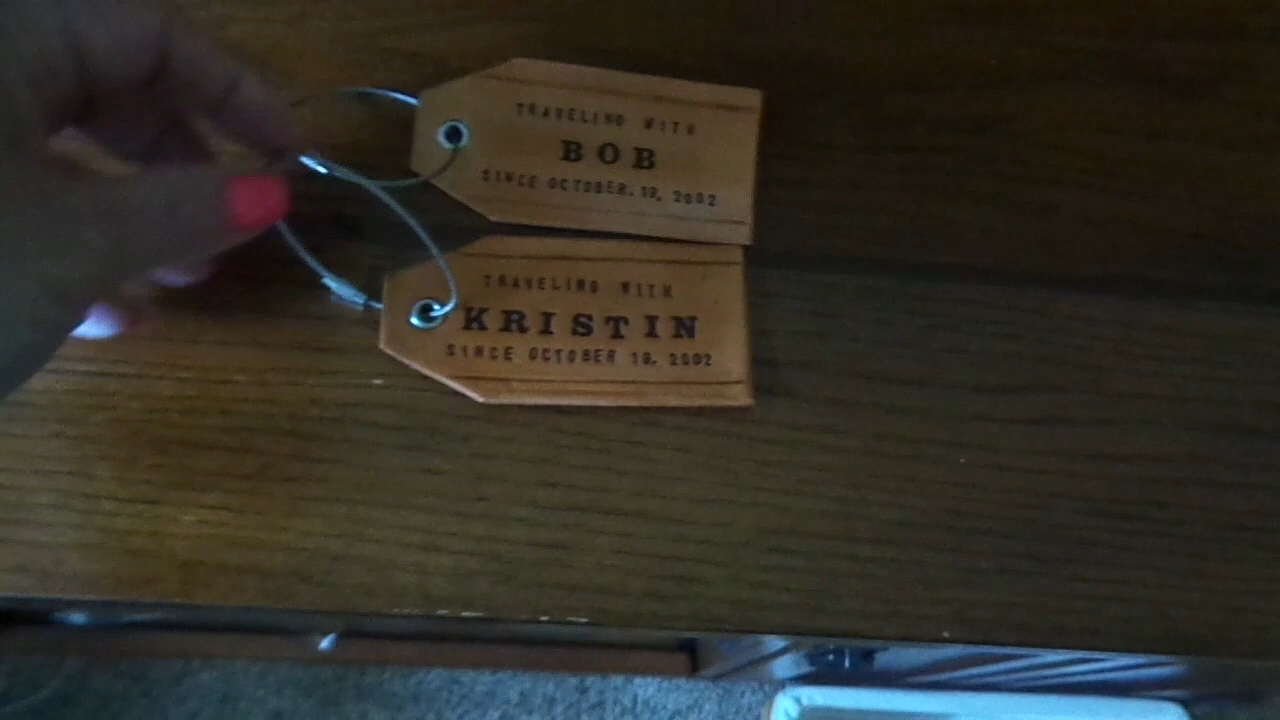 TRAVELING WITH
BOB
SINCE OCTOBER. 19, 2002
TRAVELING WITH
KRISTIN
SINCE OCTOBER 19, 2002